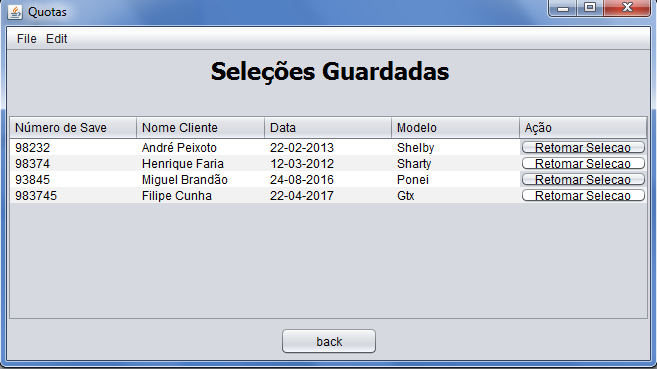 Quotas
File Edit
Seleções Guardadas
Número de Save Nome Cliente Data Modelo Ação
98232 André Peixoto 22-02-2013 Shelby Retomar Selecao
98374 Henrique Faria 12-03-2012 Sharty Retomar Selecao
93845 Miguel Brandão 24-08-2016 Ponei Retomar Selecao
983745 Filipe Cunha 22-04-2017 Gtx Retomar Selecao
back